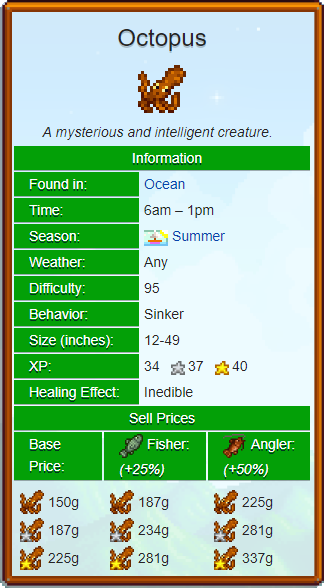 Octopus
A mysterious and intelligent creature.
Information
Found in: Ocean
Time: 6am – 1pm
Season: Summer
Weather: Any
Difficulty: 95
Behavior: Sinker
Size (inches): 12-49
XP: 34 37 40
Healing Effect: Inedible
Sell Prices
Base Price: Fisher: (+25%) Angler: (+50%)
150g 187g 225g
187g 234g 281g
225g 281g 337g